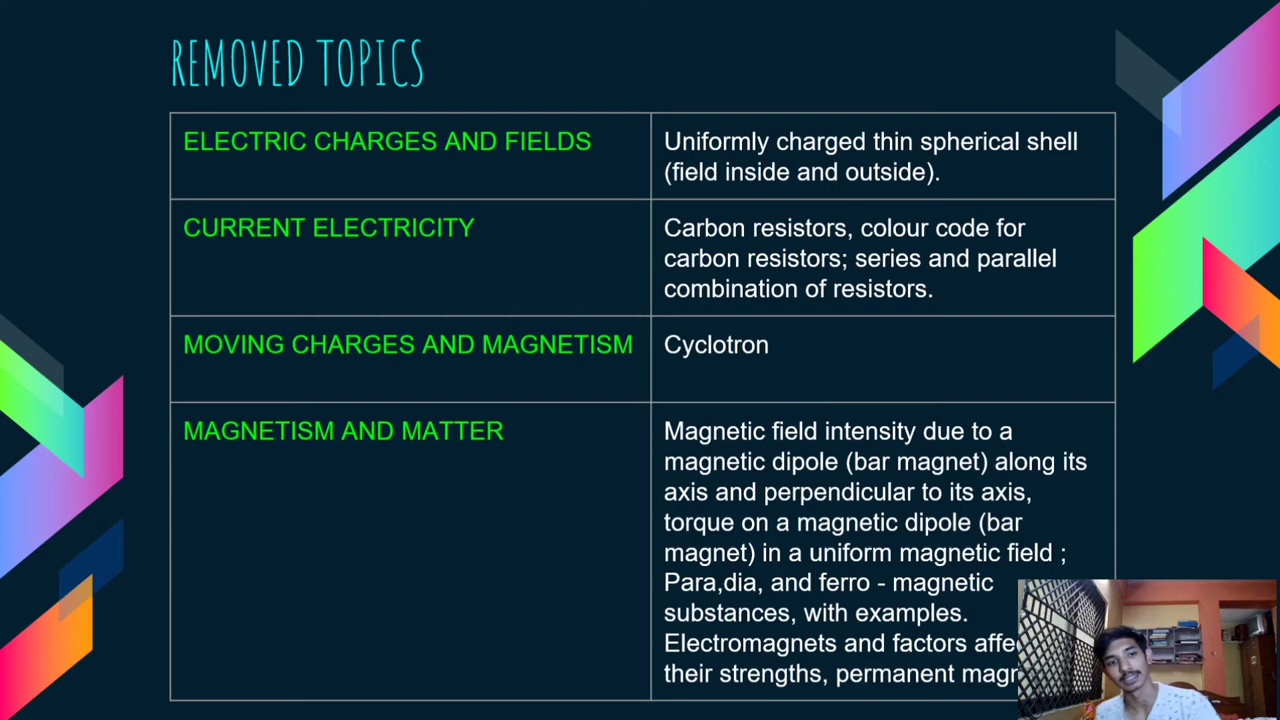 REMOVED TOPICS
ELECTRIC CHARGES AND FIELDS
Uniformly charged thin spherical shell
(field inside and outside).
CURRENT ELECTRICITY
Carbon resistors, colour code for
carbon resistors; series and parallel
combination of resistors.
MOVING CHARGES AND MAGNETISM
Cyclotron
MAGNETISM AND MATTER
Magnetic field intensity due to a
magnetic dipole (bar magnet) along its
axis and perpendicular to its axis,
torque on a magnetic dipole (bar
magnet) in a uniform magnetic field ;
Para,dia, and ferro - magnetic
substances, with examples.
Electromagnets and factors
their strengths, permanent